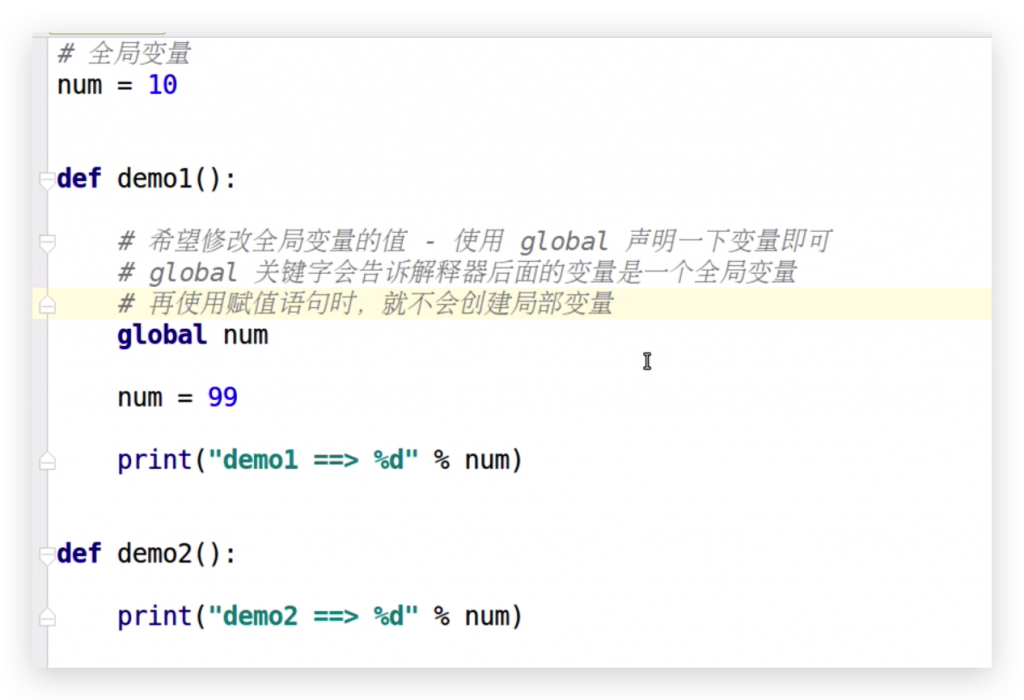 # 全局变量
num = 10
def demo1():
# 希望修改全局变量的值 - 使用 global 声明一下变量即可
# global 关键字会告诉解释器后面的变量是一个全局变量
# 再使用赋值语句时，就不会创建局部变量
global num
num = 99
print("demo1 ==> %d" % num)
def demo2():
print("demo2 ==> %d" % num)